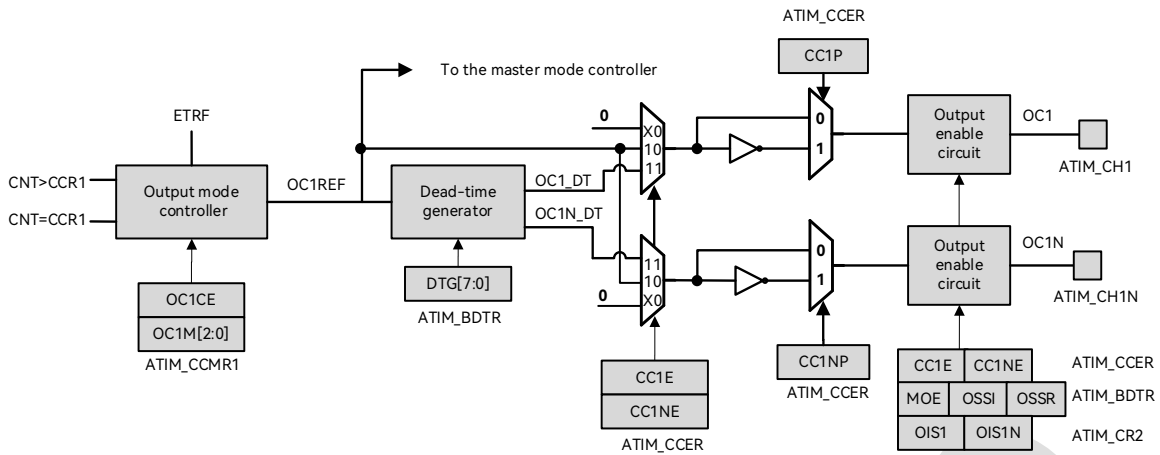 ATIM_CCER
CC1P
To the master mode controller
ETRF
0
X0
10
11
0
1
Output
enable
circuit
OC1
ATIM_CH1
CNT>CCR1
CNT=CCR1
Output mode
controller
OC1REF
Dead-time
generator
OC1_DT
OC1N_DT
11
10
X0
0
0
1
Output
enable
circuit
OC1N
ATIM_CH1N
OC1CE
OC1M[2:0]
ATIM_CCMR1
DTG[7:0]
ATIM_BDTR
CC1E
CC1NE
ATIM_CCER
CC1NP
ATIM_CCER
CC1E CC1NE ATIM_CCER
MOE OSSI OSSR ATIM_BDTR
OIS1 OIS1N ATIM_CR2